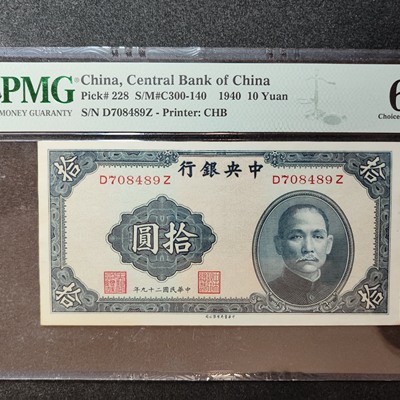 PMG
MONEY GUARANTY
China, Central Bank of China
Pick# 228 S/M#C300-140 1940 10 Yuan
S/N D708489Z - Printer: CHB
6
Choice
拾
中央銀行
拾
D708489Z
D708489Z
拾圓
中華民國二十九年
拾
拾